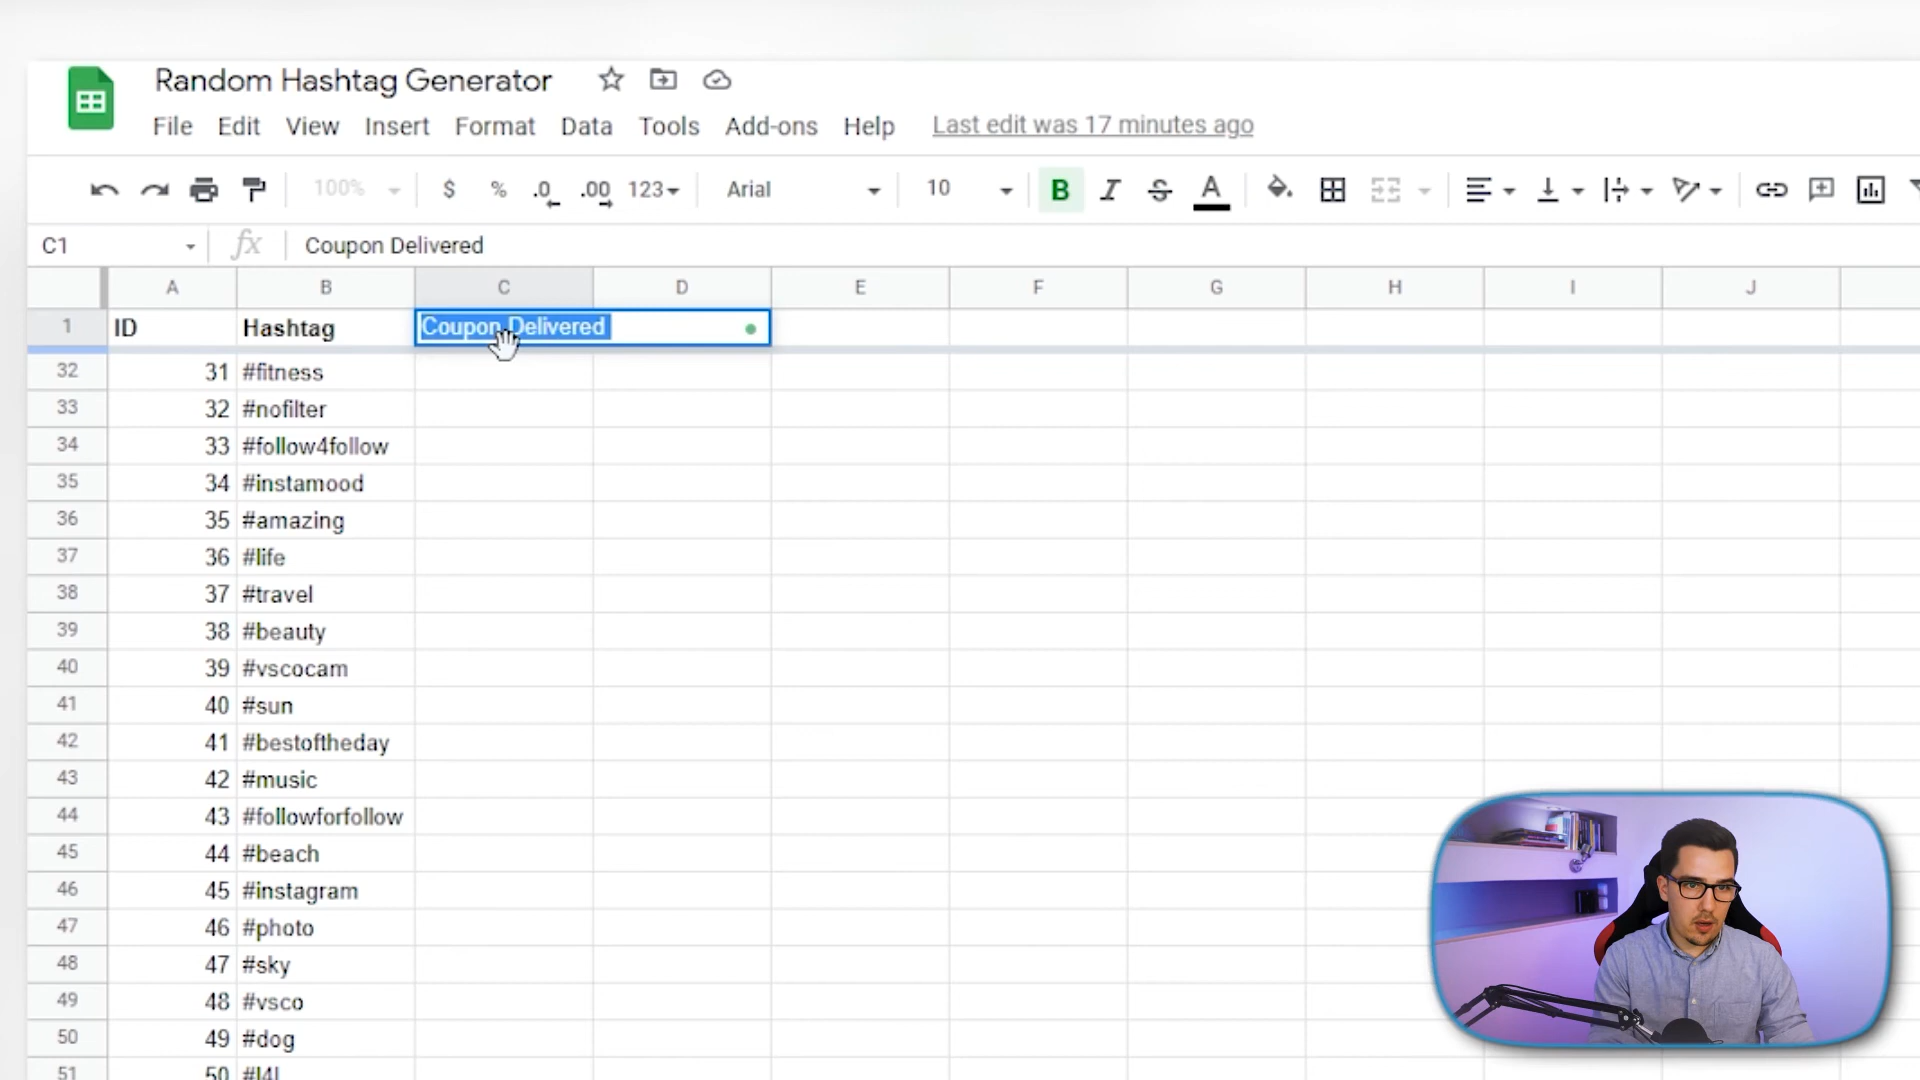 Random Hashtag Generator
File Edit View Insert Format Data Tools Add-ons Help Last edit was 17 minutes ago
100% $ % .0 .00 123 Arial 10 B I S A
C1 fx Coupon Delivered
A B C D E F G H I J
1 ID Hashtag Coupon Delivered
32 31 #fitness
33 32 #nofilter
34 33 #follow4follow
35 34 #instamood
36 35 #amazing
37 36 #life
38 37 #travel
39 38 #beauty
40 39 #vscocam
41 40 #sun
42 41 #bestoftheday
43 42 #music
44 43 #followforfollow
45 44 #beach
46 45 #instagram
47 46 #photo
48 47 #sky
49 48 #vsco
50 49 #dog
51 50 #l4l